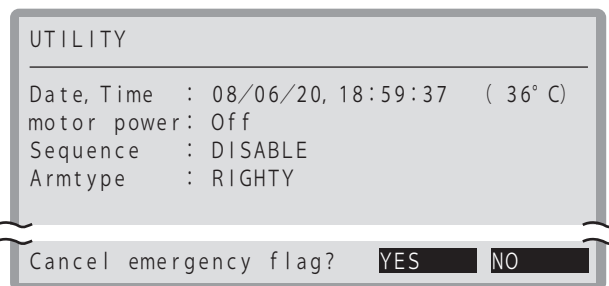 UTILITY
Date,Time : 08/06/20,18:59:37 ( 36°C)
motor power: Off
Sequence : DISABLE
Armtype : RIGHTY
Cancel emergency flag? YES NO